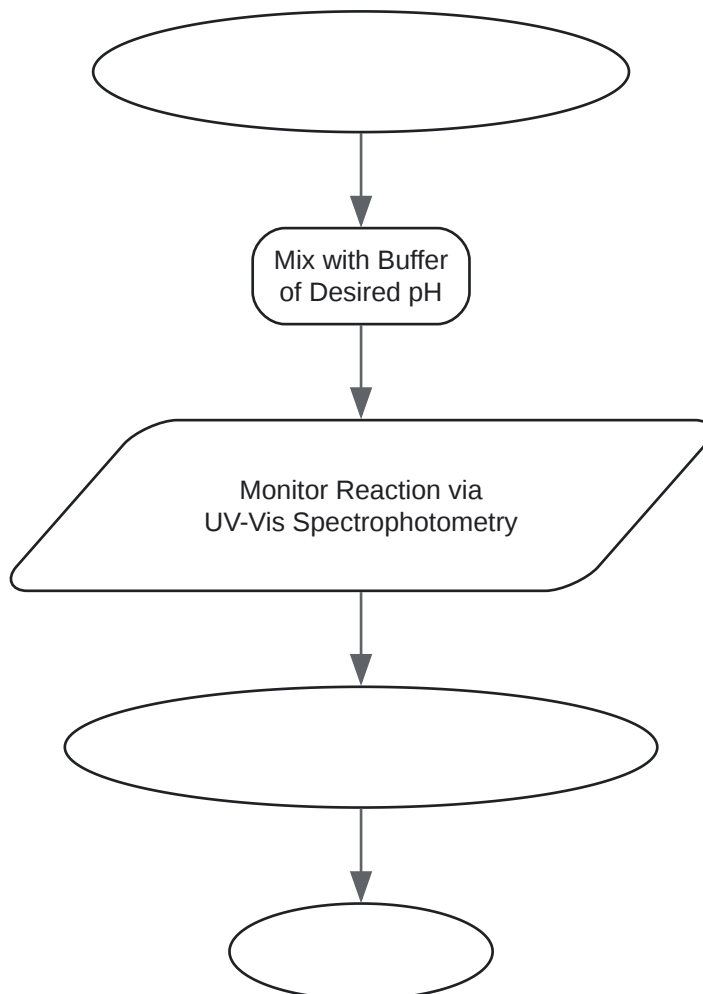 Mix with Buffer
of Desired pH
Monitor Reaction via
UV-Vis Spectrophotometry